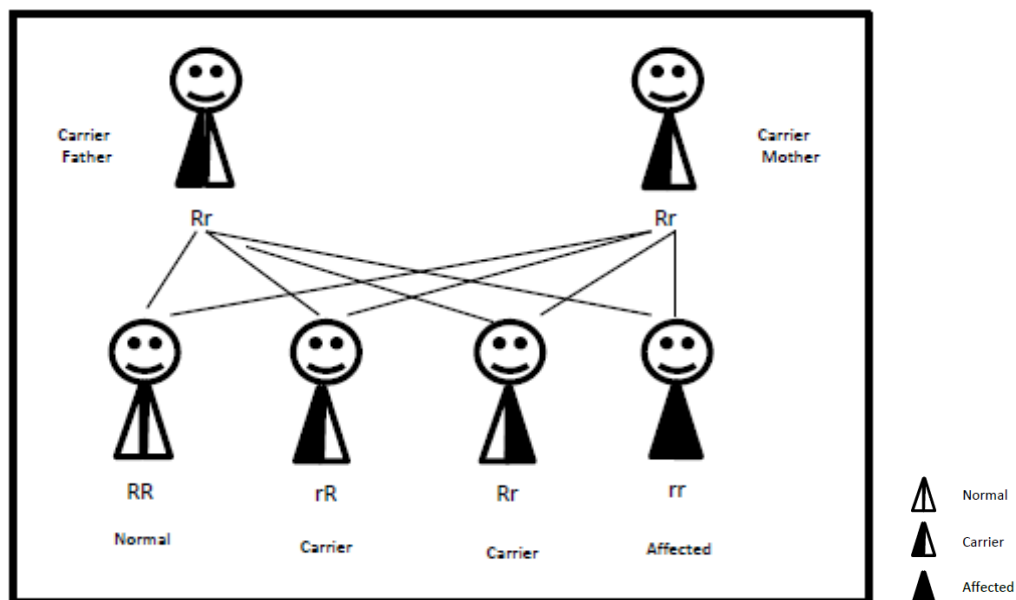 Carrier
Father
Carrier
Mother
Rr
Rr
RR
rR
Rr
rr
Normal
Carrier
Carrier
Affected
Normal
Carrier
Affected